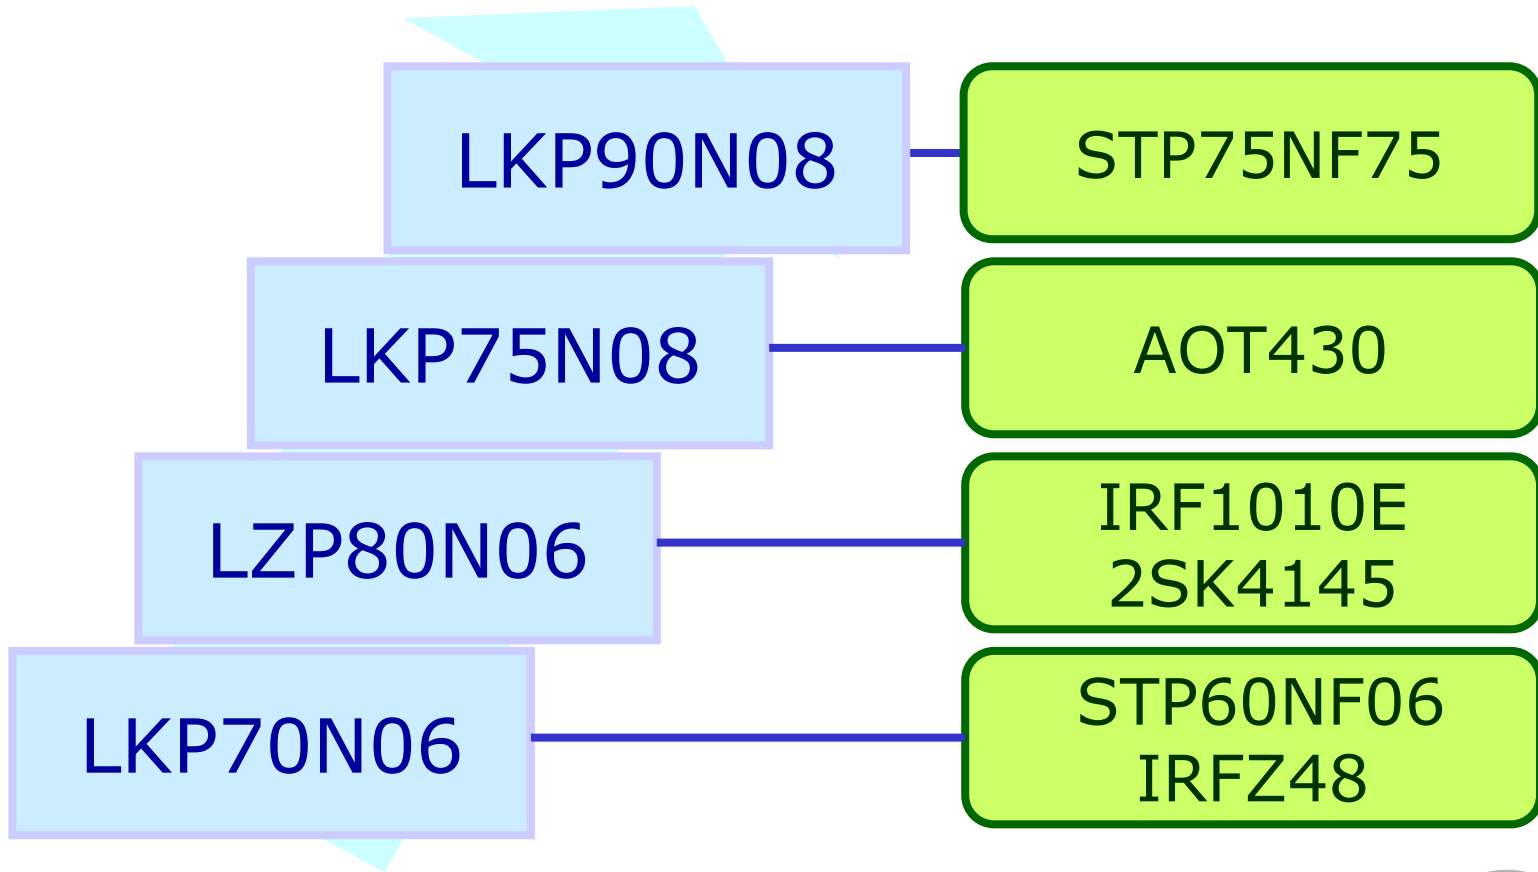 LKP90N08
STP75NF75
LKP75N08
AOT430
LZP80N06
IRF1010E
2SK4145
LKP70N06
STP60NF06
IRFZ48